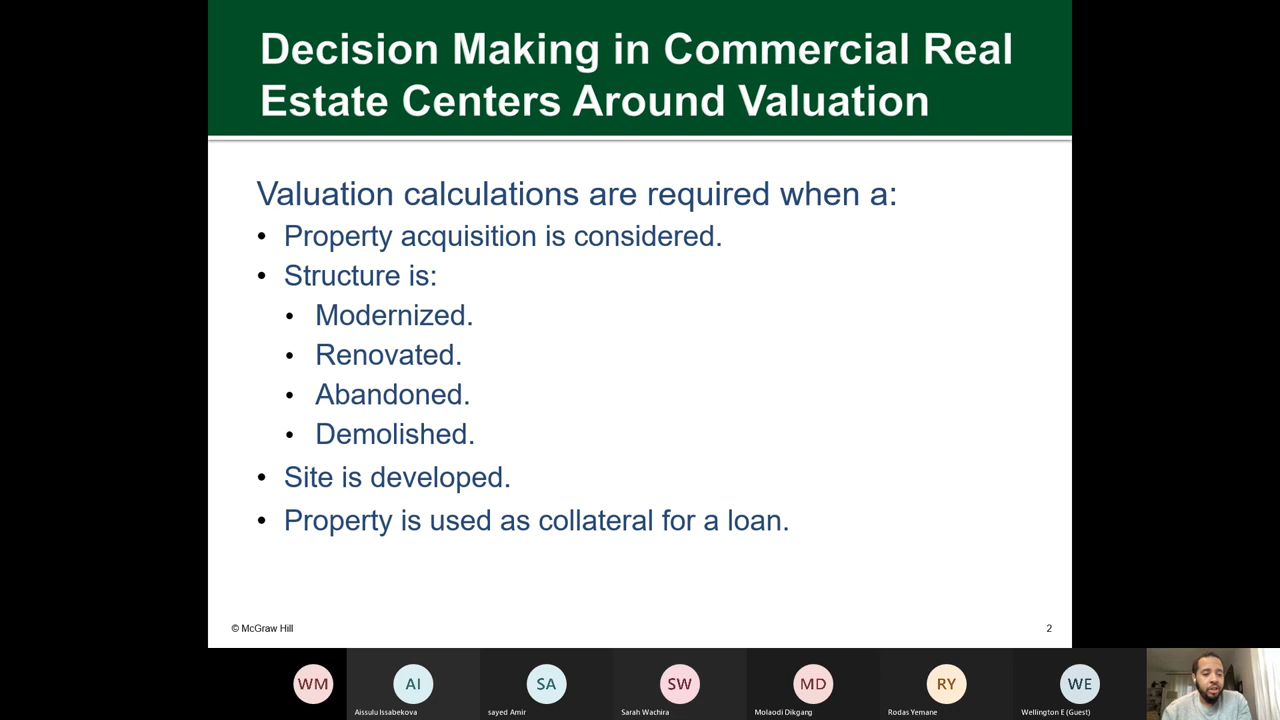 Decision Making in Commercial Real
Estate Centers Around Valuation
Valuation calculations are required when a:
• Property acquisition is considered.
• Structure is:
• Modernized.
• Renovated.
• Abandoned.
• Demolished.
• Site is developed.
• Property is used as collateral for a loan.
© McGraw Hill
2
WM
AI
SA
SW
MD
RY
WE
Aissulu Issabekova
sayed Amir
Sarah Wachira
Molaodi Dikgang
Rodas Yemane
Wellington E (Guest)